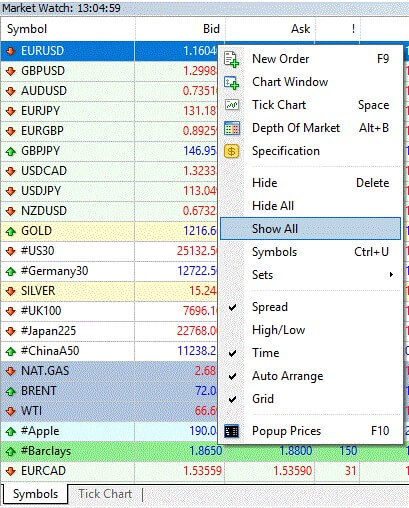 Market Watch: 13:04:59
Symbol Bid Ask !
EURUSD 1.1604
GBPUSD 1.2998
AUDUSD 0.7351
EURJPY 131.18
EURGBP 0.8925
GBPJPY 146.95
USDCAD 1.3233
USDJPY 113.04
NZDUSD 0.6732
GOLD 1216.6
#US30 25132.5
#Germany30 12722.5
SILVER 15.24
#UK100 7696.1
#Japan225 22768.0
#ChinaA50 11238.2
NAT.GAS 2.68
BRENT 72.0
WTI 66.6
#Apple 190.0
#Barclays 1.8650 1.8800 150
EURCAD 1.53559 1.53590 31
New Order F9
Chart Window
Tick Chart Space
Depth Of Market Alt+B
Specification
Hide Delete
Hide All
Show All
Symbols Ctrl+U
Sets
Spread
High/Low
Time
Auto Arrange
Grid
Popup Prices F10
Symbols Tick Chart